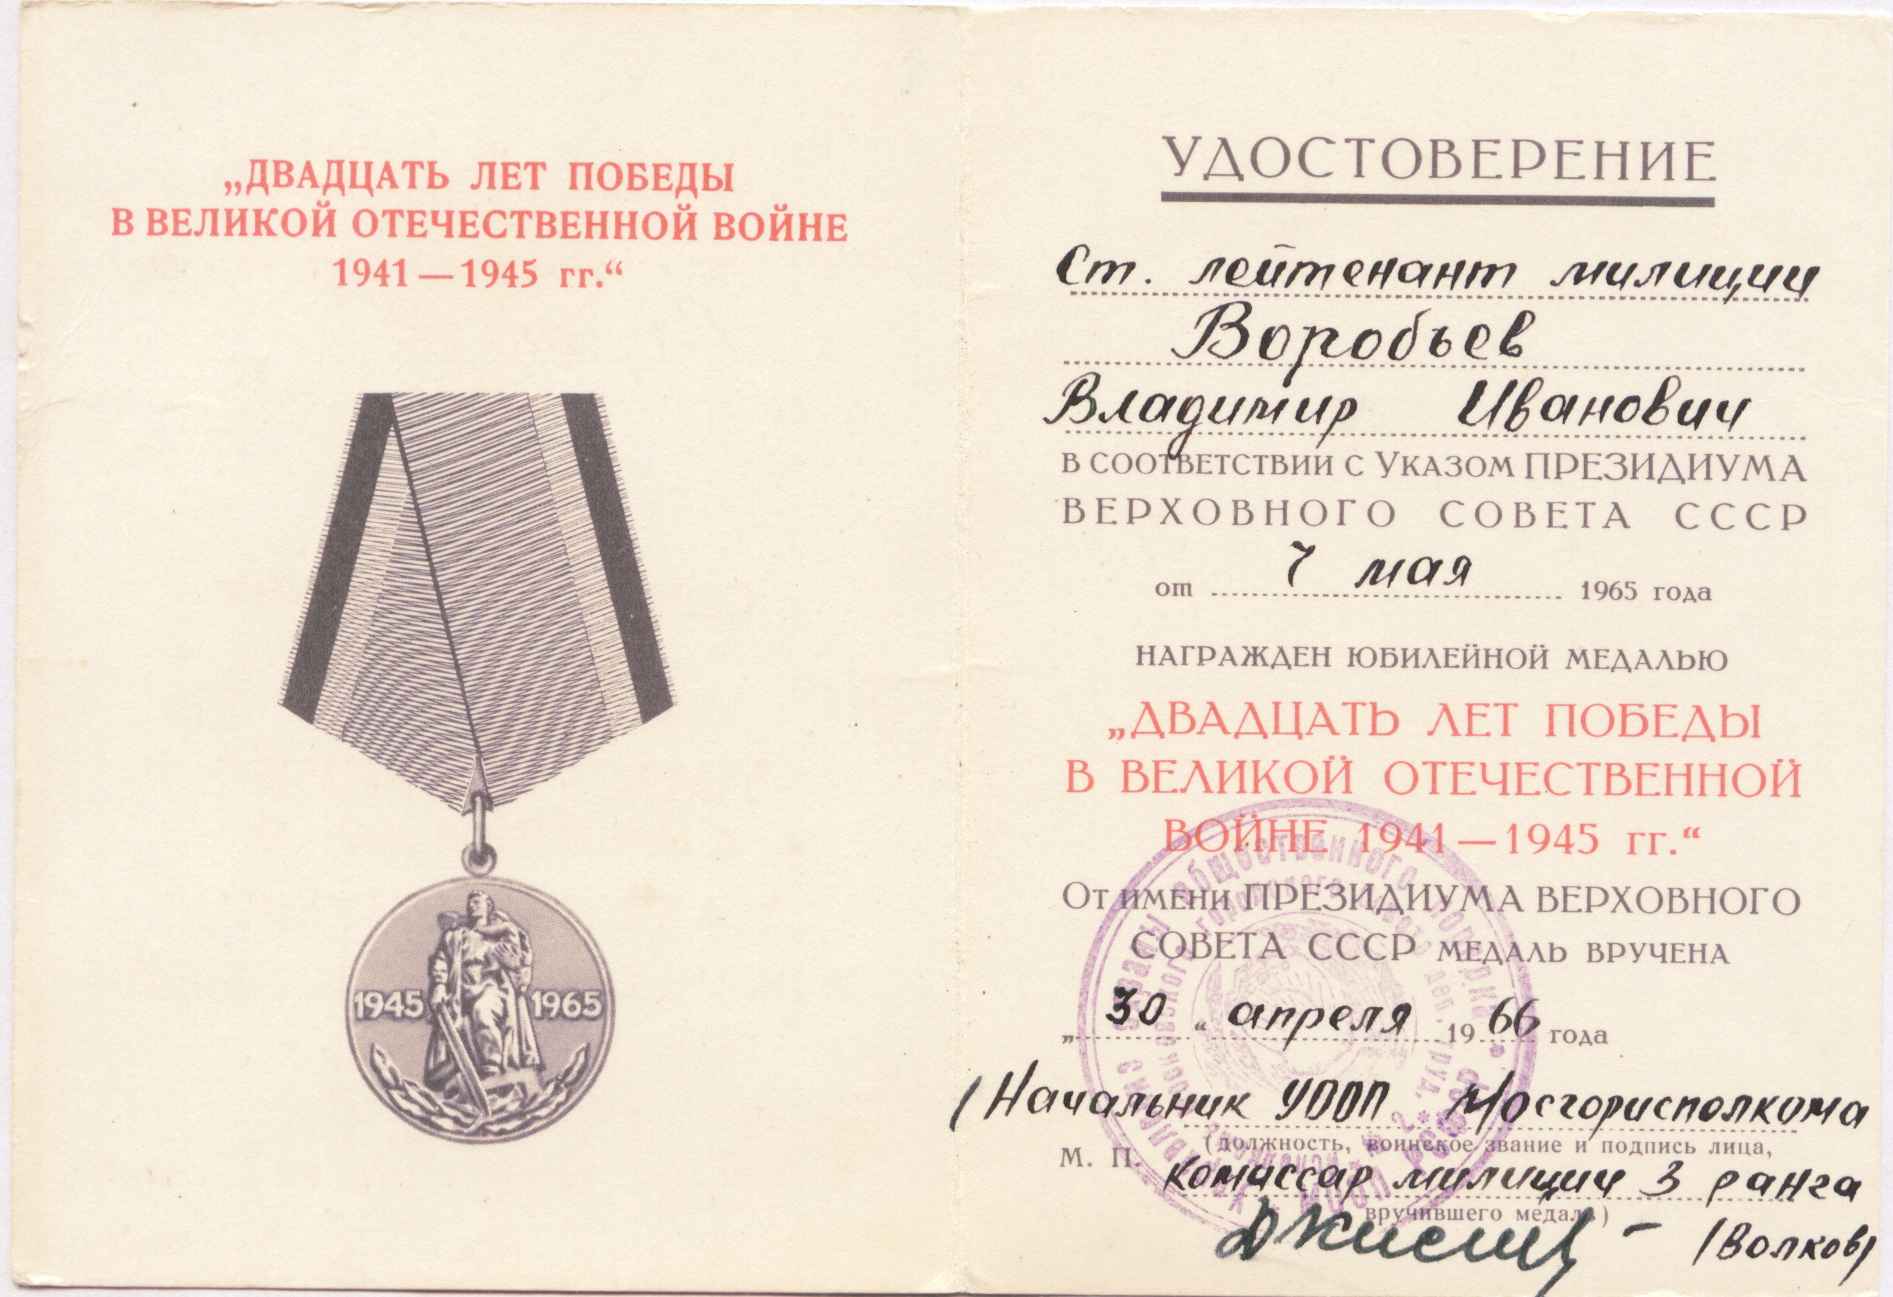 „ДВАДЦАТЬ ЛЕТ ПОБЕДЫ
В ВЕЛИКОЙ ОТЕЧЕСТВЕННОЙ ВОЙНЕ
1941—1945 гг.“
1945 1965
УДОСТОВЕРЕНИЕ
Ст. лейтенант милиции
Воробьев
Владимир Иванович
В СООТВЕТСТВИИ С УКАЗОМ ПРЕЗИДИУМА
ВЕРХОВНОГО СОВЕТА СССР
от 7 мая 1965 года
НАГРАЖДЕН ЮБИЛЕЙНОЙ МЕДАЛЬЮ
„ДВАДЦАТЬ ЛЕТ ПОБЕДЫ
В ВЕЛИКОЙ ОТЕЧЕСТВЕННОЙ
ВОЙНЕ 1941—1945 гг.“
ОТ ИМЕНИ ПРЕЗИДИУМА ВЕРХОВНОГО
СОВЕТА СССР МЕДАЛЬ ВРУЧЕНА
„30“ апреля 1966 года
(Начальник УООП Мосгорисполкома
(должность, воинское звание и подпись лица,
М. П.
комиссар милиции 3 ранга
вручившего медаль)
– (Волков)
общественного порядка